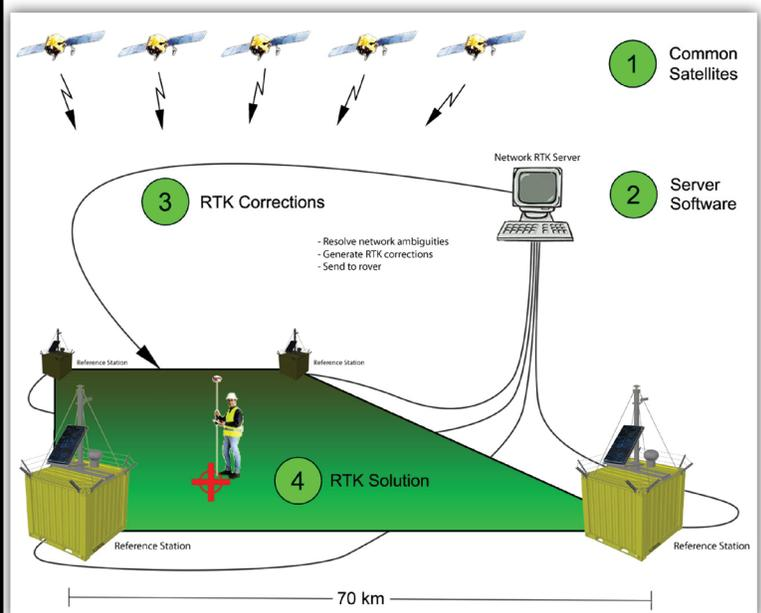 1
Common
Satellites
Network RTK Server
2
Server
Software
3
RTK Corrections
- Resolve network ambiguities
- Generate RTK corrections
- Send to rover
Reference Station
Reference Station
4
RTK Solution
Reference Station
Reference Station
70 km